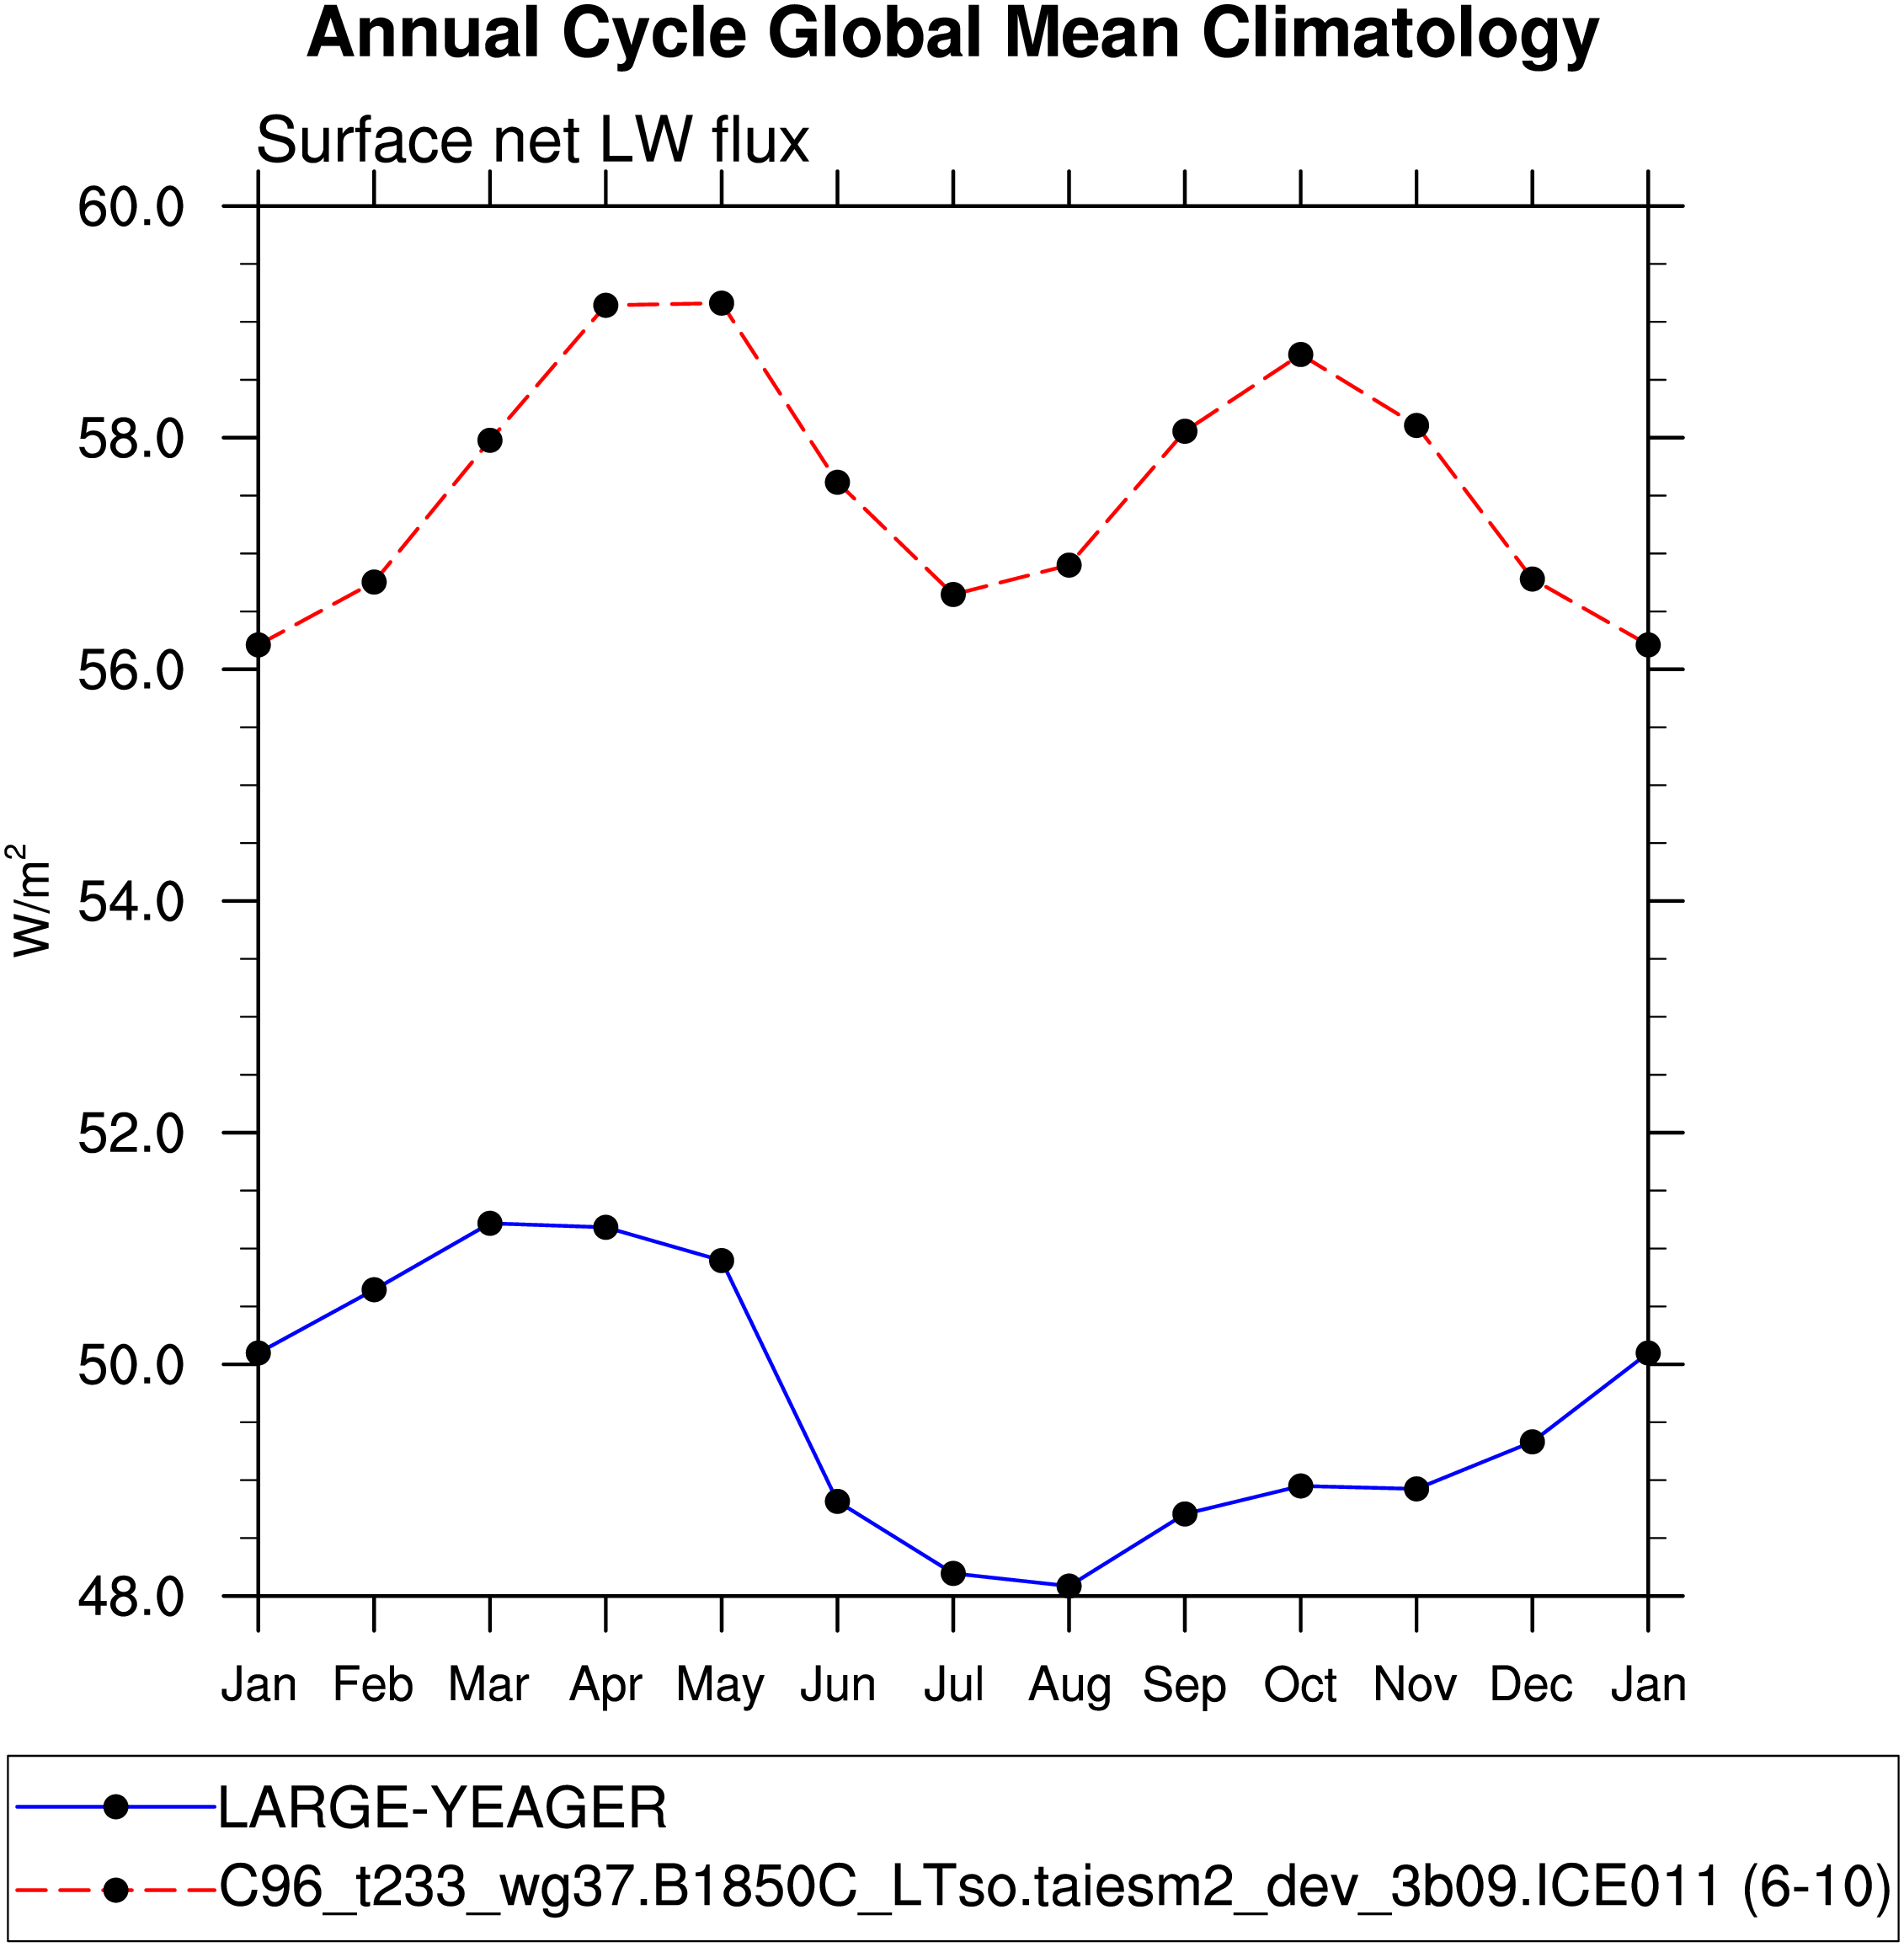 Annual Cycle Global Mean Climatology
Surface net LW flux
60.0
58.0
56.0
54.0
52.0
50.0
48.0
W/m²
Jan Feb Mar Apr May Jun Jul Aug Sep Oct Nov Dec Jan
LARGE-YEAGER
C96_t233_wg37.B1850C_LTso.taiesm2_dev_3b09.ICE011 (6-10)